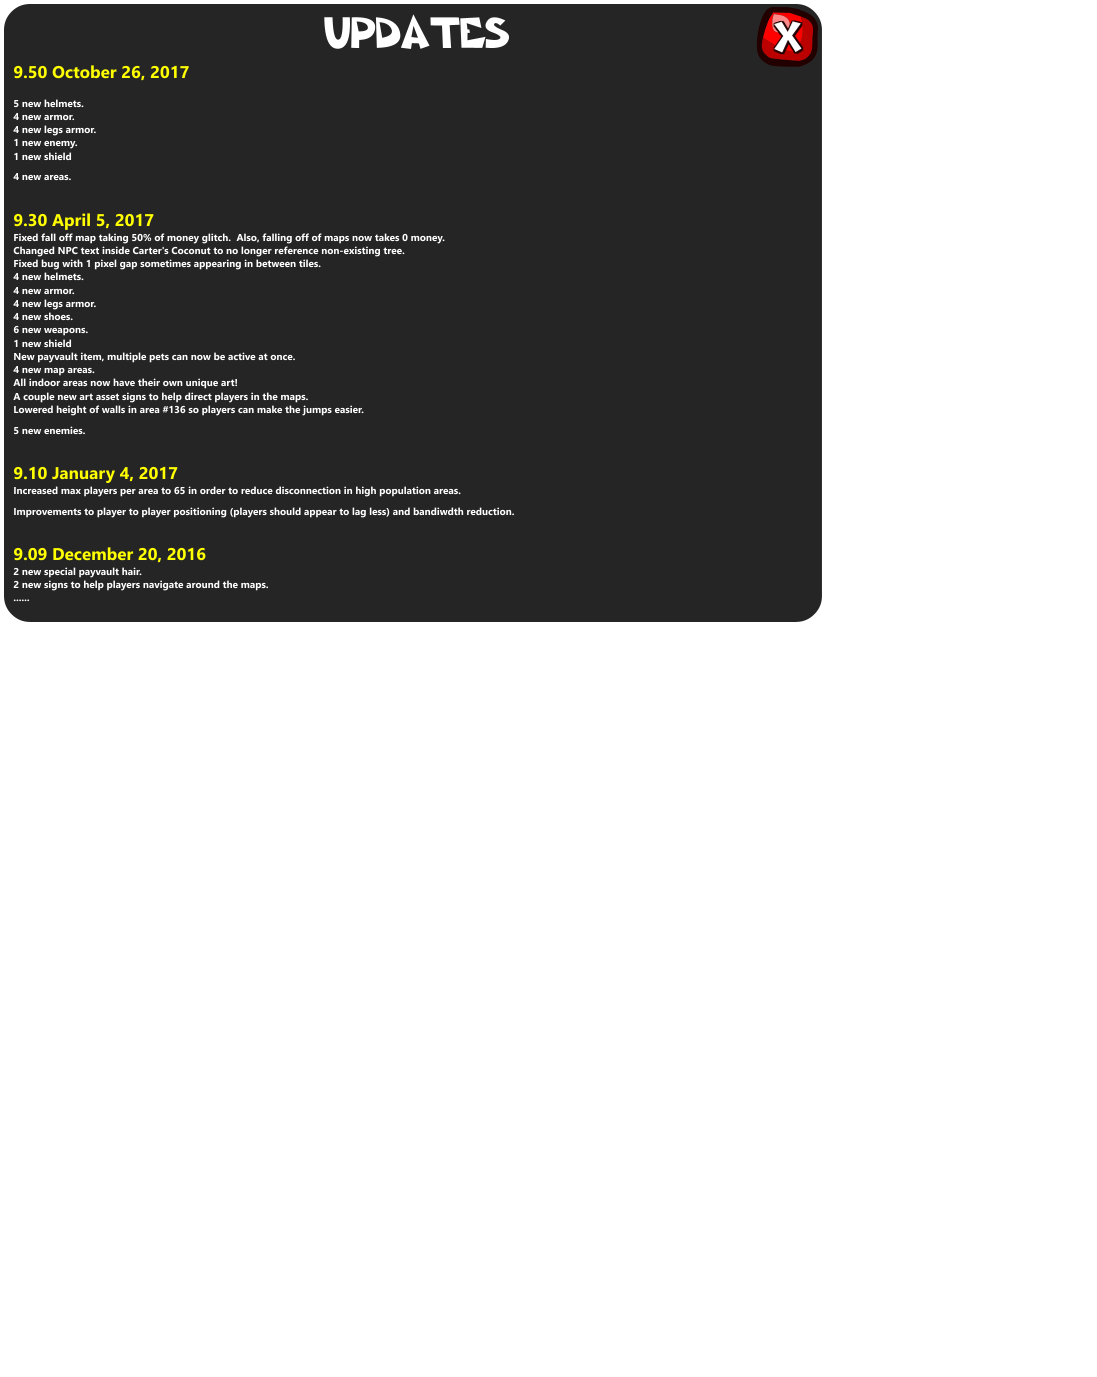 UPDATES
X
9.50 October 26, 2017
5 new helmets.
4 new armor.
4 new legs armor.
1 new enemy.
1 new shield
4 new areas.
9.30 April 5, 2017
Fixed fall off map taking 50% of money glitch.  Also, falling off of maps now takes 0 money.
Changed NPC text inside Carter's Coconut to no longer reference non-existing tree.
Fixed bug with 1 pixel gap sometimes appearing in between tiles.
4 new helmets.
4 new armor.
4 new legs armor.
4 new shoes.
6 new weapons.
1 new shield
New payvault item, multiple pets can now be active at once.
4 new map areas.
All indoor areas now have their own unique art!
A couple new art asset signs to help direct players in the maps.
Lowered height of walls in area #136 so players can make the jumps easier.
5 new enemies.
9.10 January 4, 2017
Increased max players per area to 65 in order to reduce disconnection in high population areas.
Improvements to player to player positioning (players should appear to lag less) and bandiwdth reduction.
9.09 December 20, 2016
2 new special payvault hair.
2 new signs to help players navigate around the maps.
......